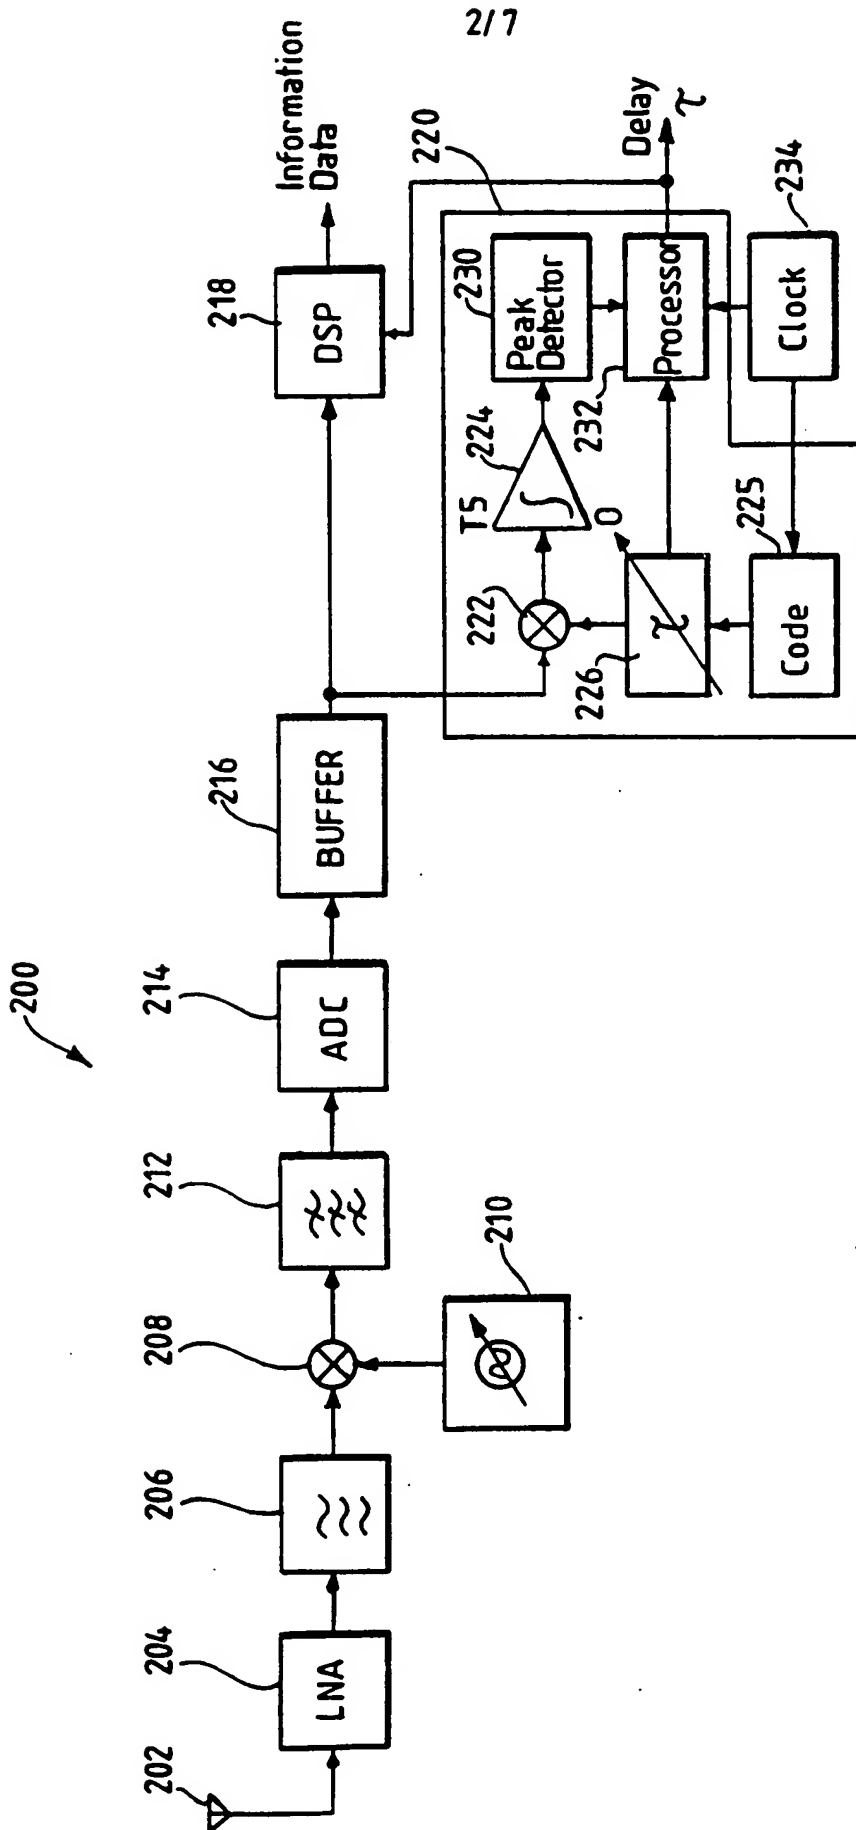 2/7
200
202
204
LNA
206
208
210
212
214
ADC
216
BUFFER
218
DSP
Information
Data
220
222
TS
224
230
Peak
Detector
232
Processor
Delay
τ
226
τ
0
225
Code
234
Clock